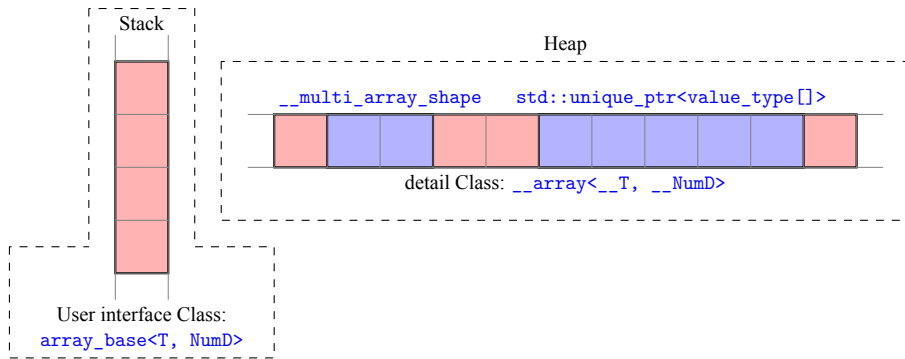 Stack
User interface Class:
array_base<T, NumD>
Heap
__multi_array_shape
std::unique_ptr<value_type[]>
detail Class: __array<__T, __NumD>